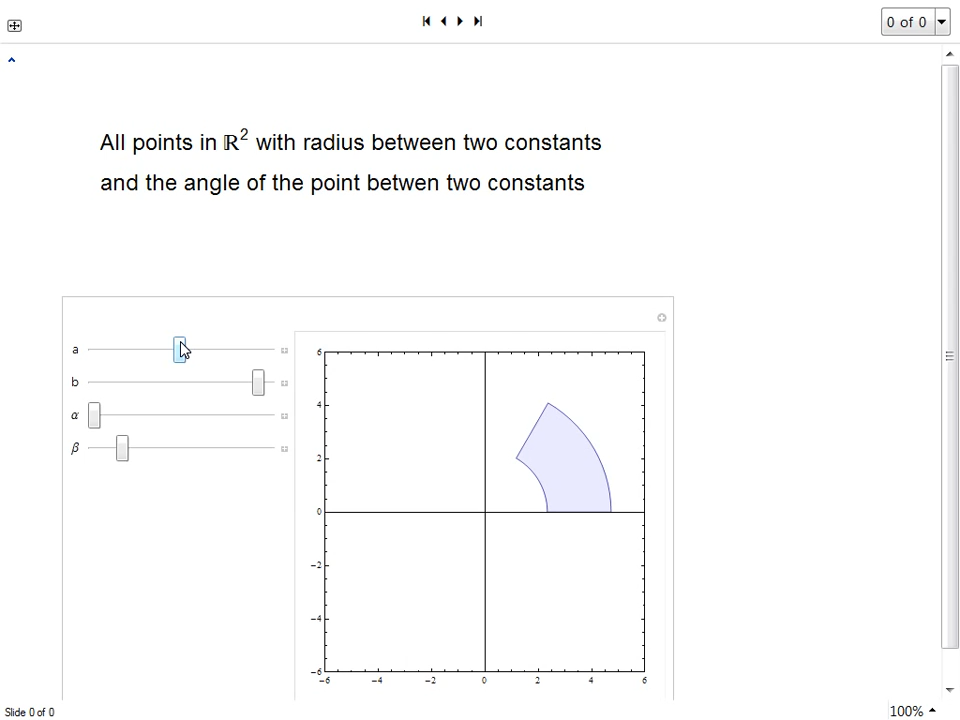 0 of 0
All points in ℝ² with radius between two constants
and the angle of the point betwen two constants
a
b
α
β
6
4
2
0
−2
−4
−6
−6 −4 −2 0 2 4 6
Slide 0 of 0
100%